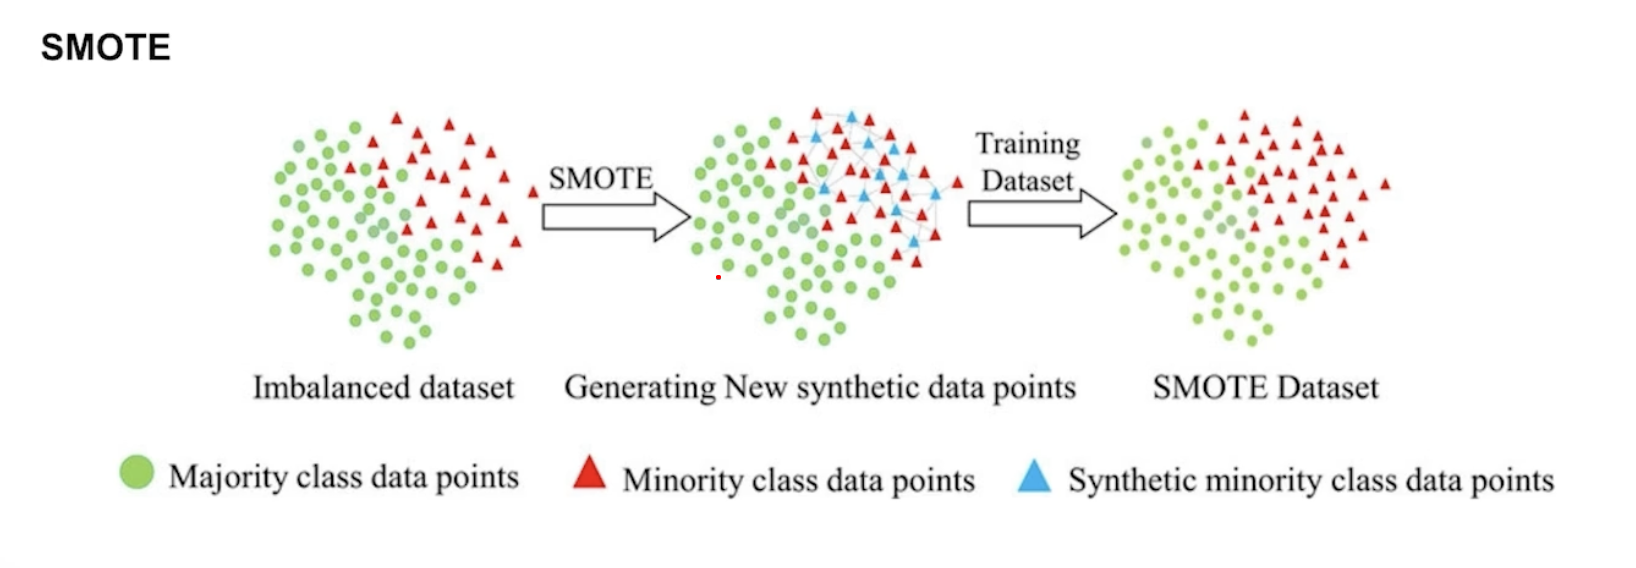 SMOTE
SMOTE
Training
Dataset
Imbalanced dataset
Generating New synthetic data points
SMOTE Dataset
Majority class data points
Minority class data points
Synthetic minority class data points